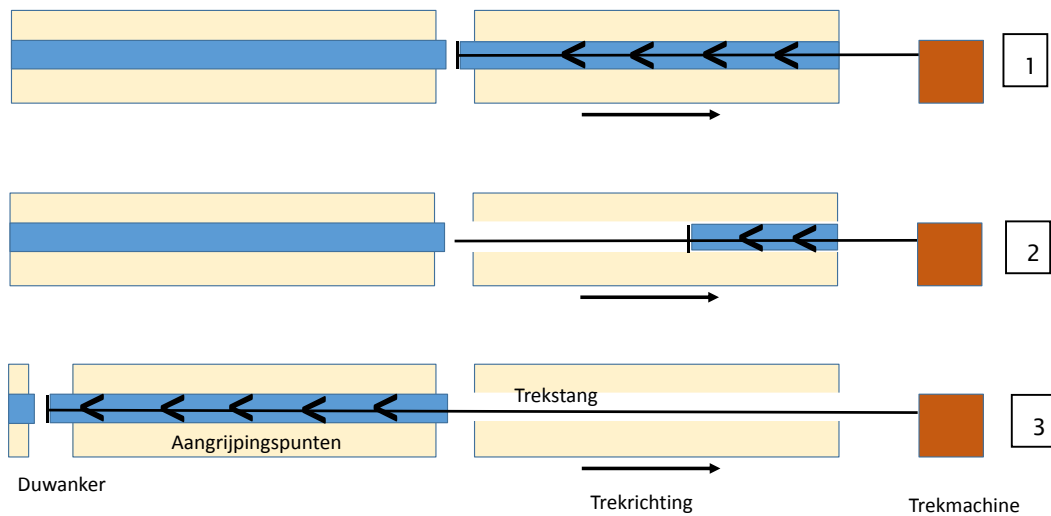 1
2
Trekstang
3
Aangrijpingspunten
Duwanker
Trekrichting
Trekmachine